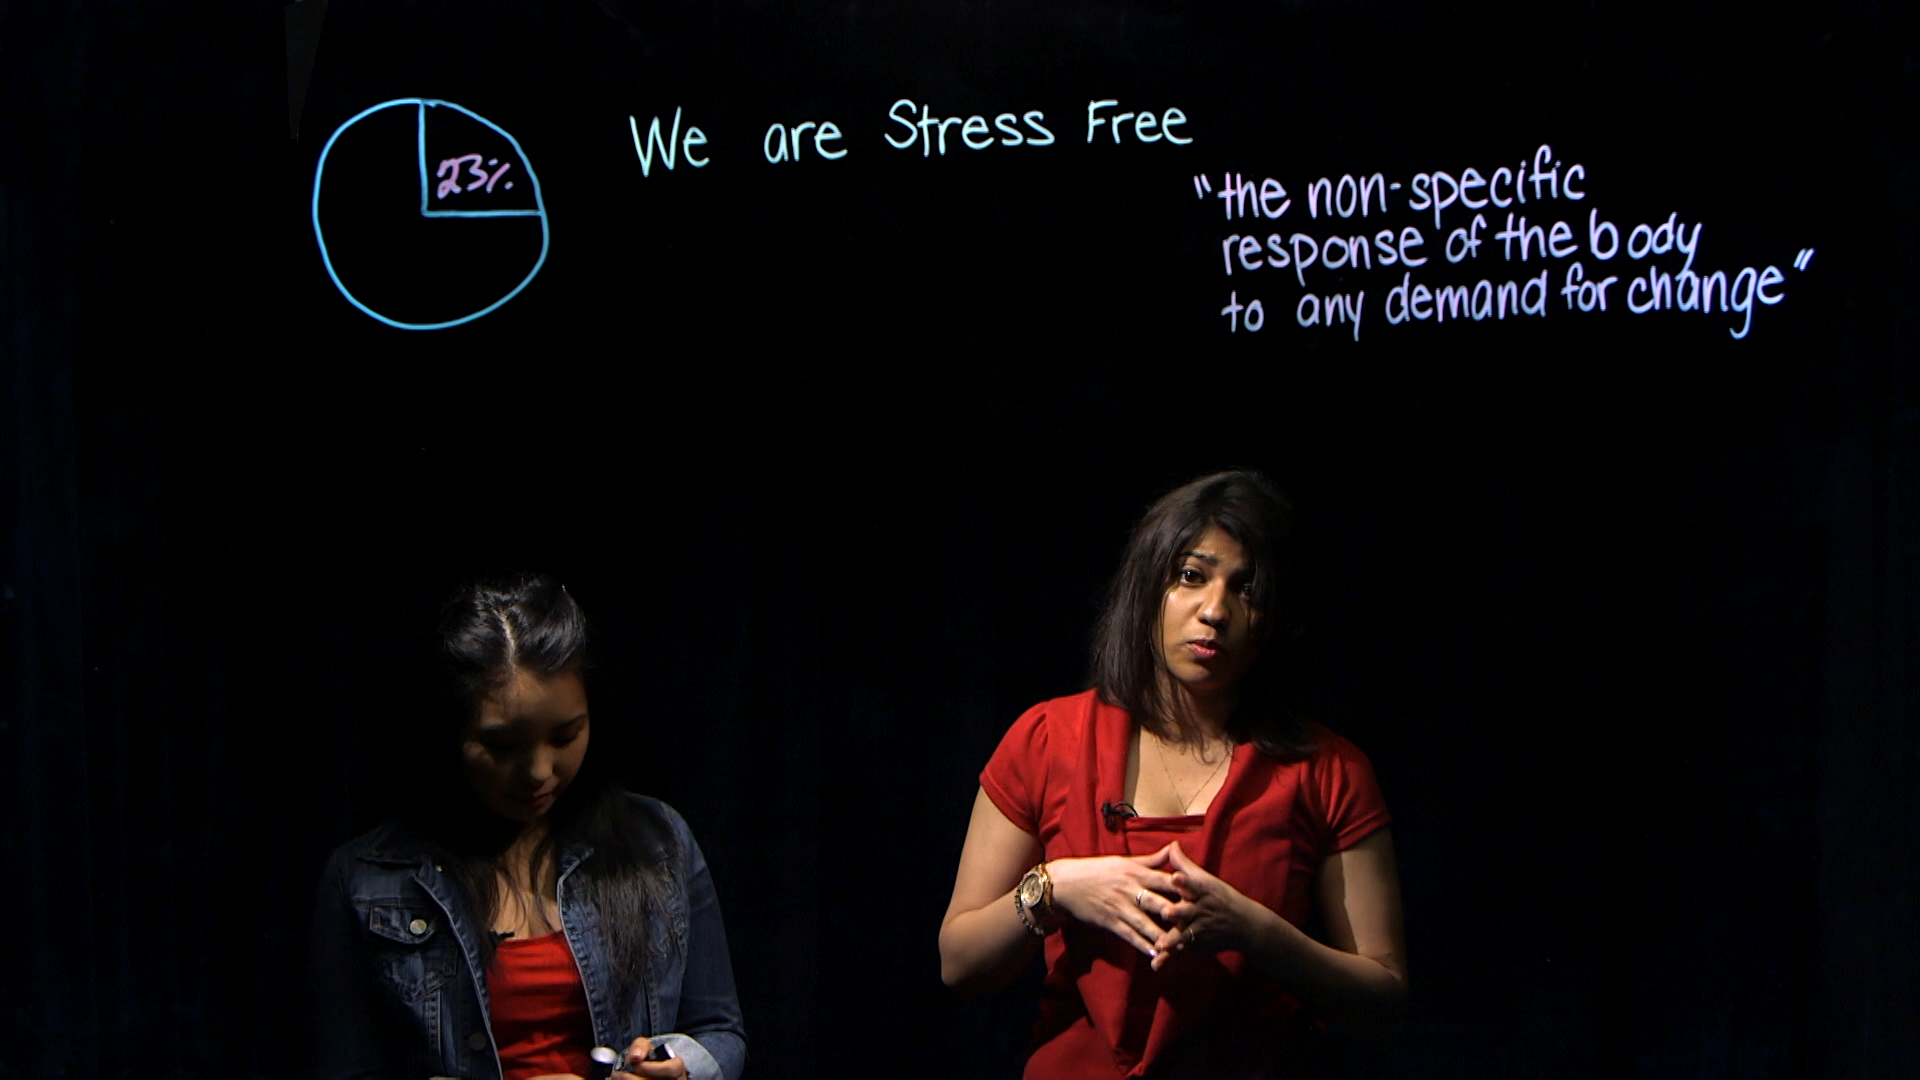 23%
We are Stress Free
"the non-specific
response of the body
to any demand for change"